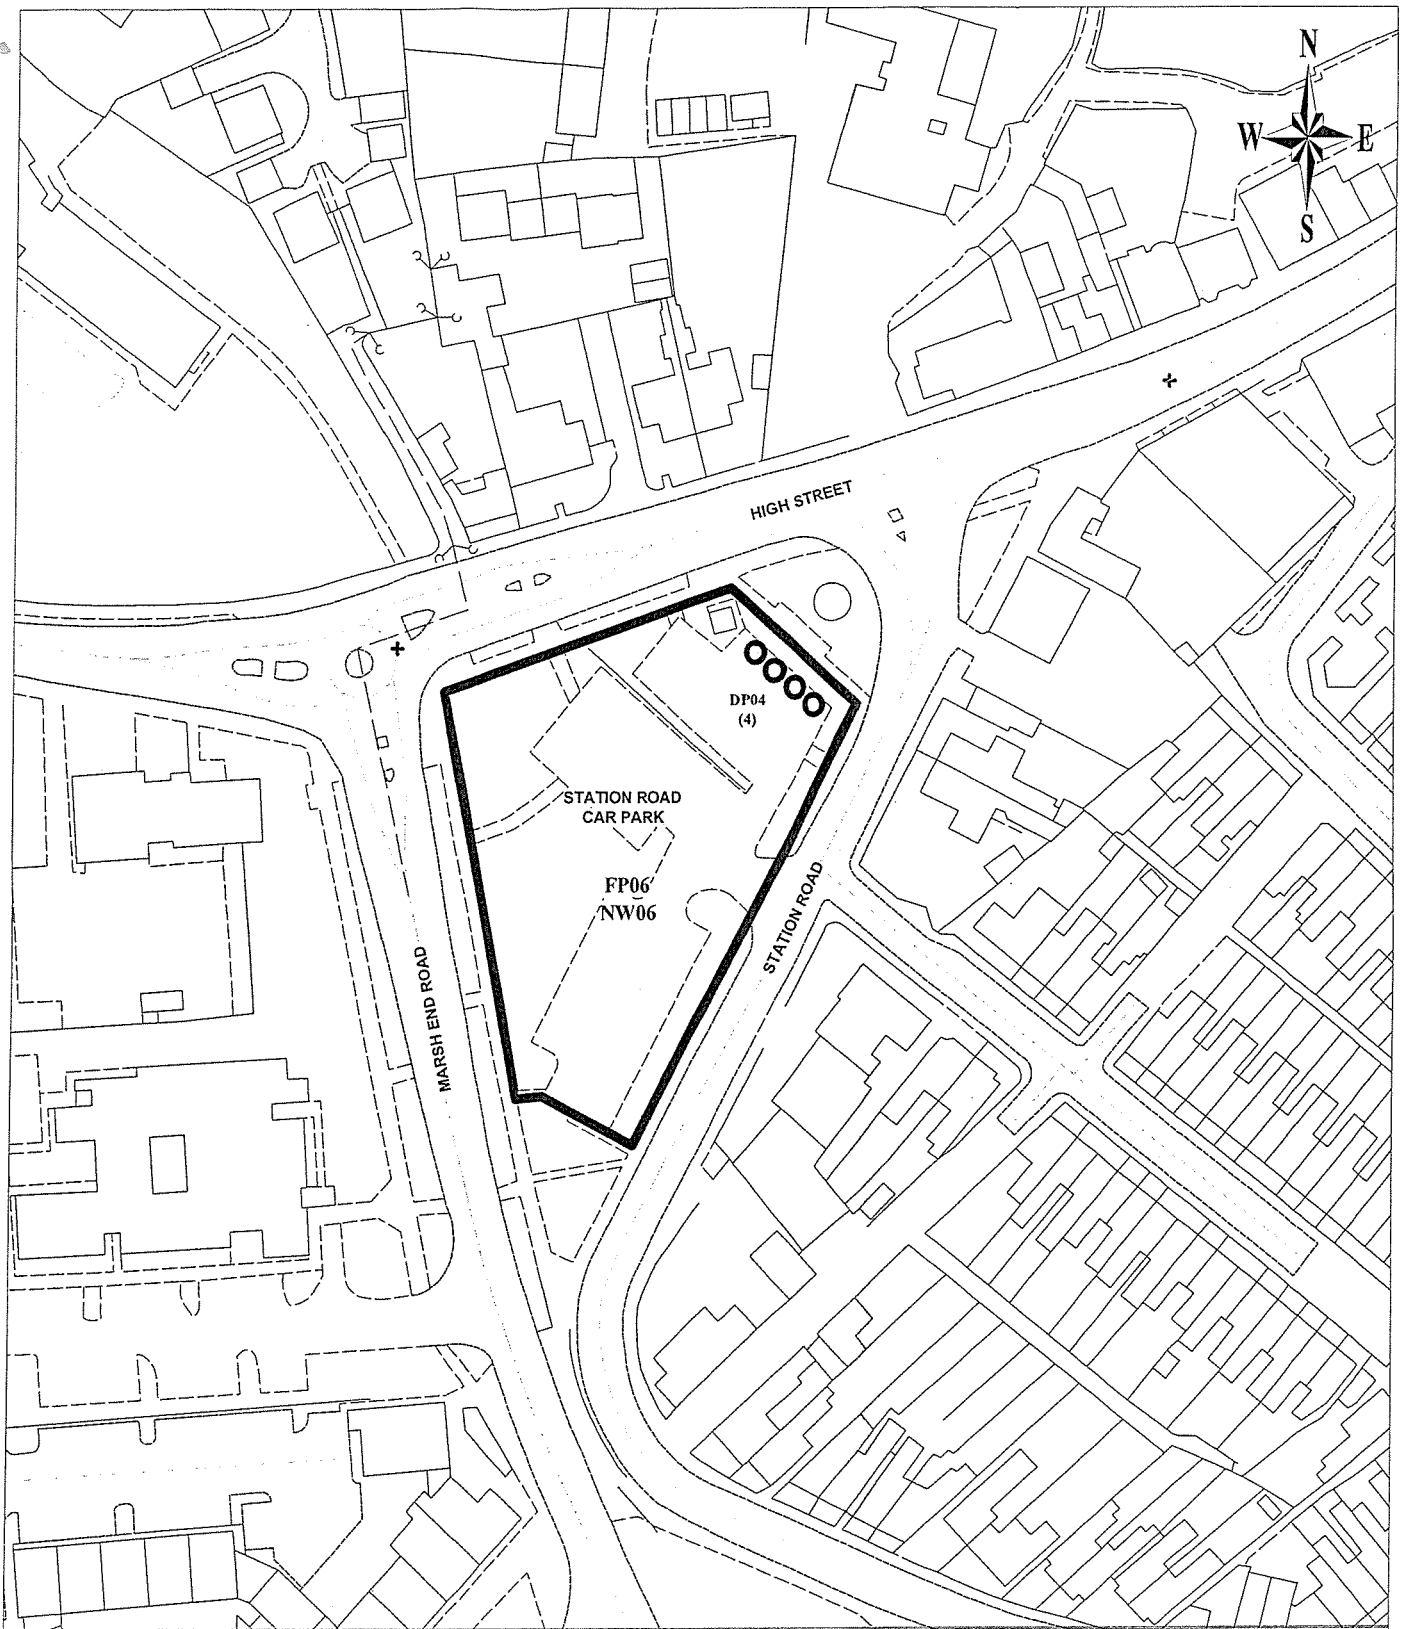 N
W E
S
HIGH STREET
DP04
(4)
STATION ROAD
CAR PARK
FP06
NW06
STATION ROAD
MARSH END ROAD